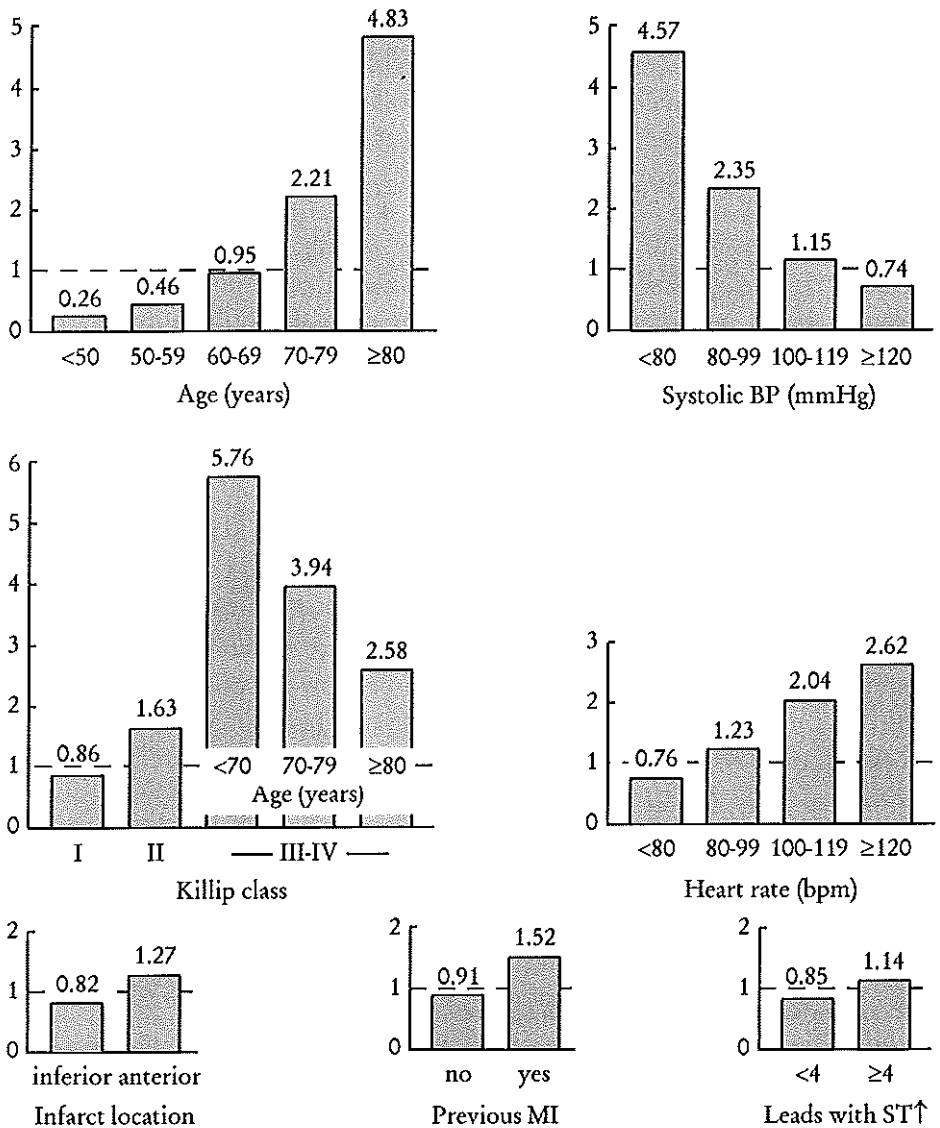 5
4
3
2
1
0
0.26 0.46 0.95 2.21 4.83
<50 50-59 60-69 70-79 ≥80
Age (years)
5
4
3
2
1
0
4.57 2.35 1.15 0.74
<80 80-99 100-119 ≥120
Systolic BP (mmHg)
6
5
4
3
2
1
0
0.86 1.63 5.76 3.94 2.58
<70 70-79 ≥80
Age (years)
I II III-IV
Killip class
3
2
1
0
0.76 1.23 2.04 2.62
<80 80-99 100-119 ≥120
Heart rate (bpm)
2
1
0
0.82 1.27
inferior anterior
Infarct location
2
1
0
0.91 1.52
no yes
Previous MI
2
1
0
0.85 1.14
<4 ≥4
Leads with ST↑